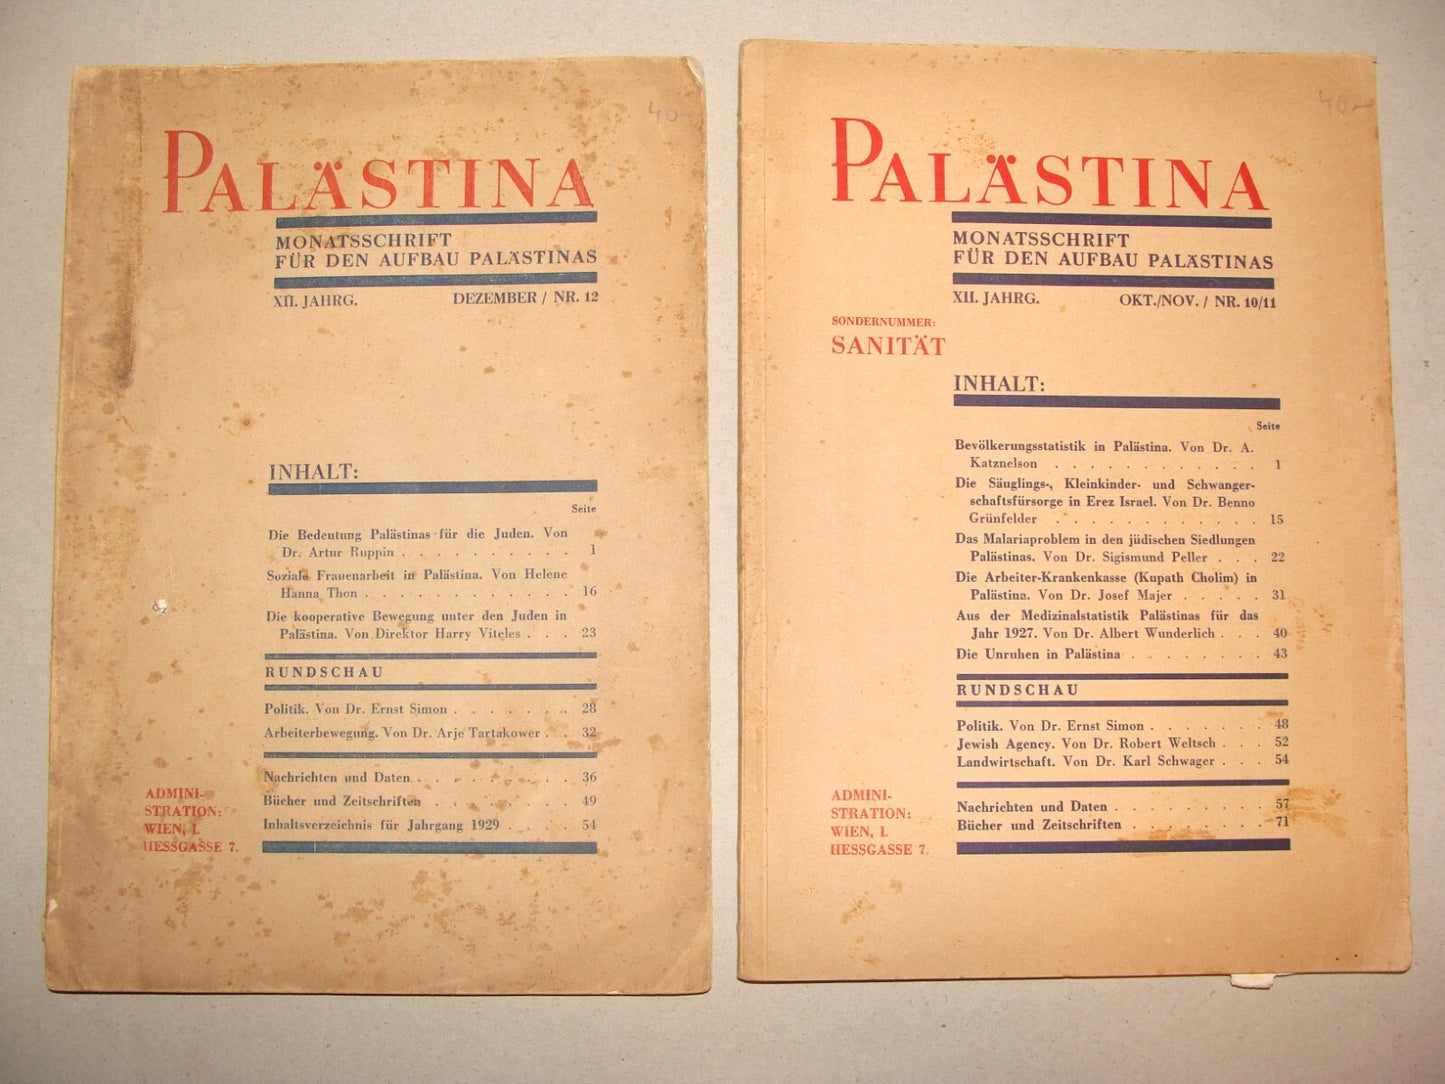 40-
PALÄSTINA
MONATSSCHRIFT
FÜR DEN AUFBAU PALÄSTINAS
XII. JAHRG. DEZEMBER / NR. 12
INHALT:
Seite
Die Bedeutung Palästinas für die Juden. Von
Dr. Artur Ruppin . . . . . . . . . . 1
Soziale Frauenarbeit in Palästina. Von Helene
Hanna Thon . . . . . . . . . . . . 16
Die kooperative Bewegung unter den Juden in
Palästina. Von Direktor Harry Viteles . . . 23
RUNDSCHAU
Politik. Von Dr. Ernst Simon . . . . . . . 28
Arbeiterbewegung. Von Dr. Arje Tartakower . . 32
Nachrichten und Daten . . . . . . . . . 36
Bücher und Zeitschriften . . . . . . . . 49
Inhaltsverzeichnis für Jahrgang 1929 . . . . 54
ADMINI-
STRATION:
WIEN, I.
HESSGASSE 7.
40-
PALÄSTINA
MONATSSCHRIFT
FÜR DEN AUFBAU PALÄSTINAS
XII. JAHRG. OKT./NOV. / NR. 10/11
SONDERNUMMER:
SANITÄT
INHALT:
Seite
Bevölkerungsstatistik in Palästina. Von Dr. A.
Katznelson . . . . . . . . . . . . 1
Die Säuglings-, Kleinkinder- und Schwanger-
schaftsfürsorge in Erez Israel. Von Dr. Benno
Grünfelder . . . . . . . . . . . . 15
Das Malariaproblem in den jüdischen Siedlungen
Palästinas. Von Dr. Sigismund Peller . . . 22
Die Arbeiter-Krankenkasse (Kupath Cholim) in
Palästina. Von Dr. Josef Majer . . . . . 31
Aus der Medizinalstatistik Palästinas für das
Jahr 1927. Von Dr. Albert Wunderlich . . . 40
Die Unruhen in Palästina . . . . . . . . 43
RUNDSCHAU
Politik. Von Dr. Ernst Simon . . . . . . . 48
Jewish Agency. Von Dr. Robert Weltsch . . . 52
Landwirtschaft. Von Dr. Karl Schwager . . . 54
Nachrichten und Daten . . . . . . . . . 57
Bücher und Zeitschriften . . . . . . . . 71
ADMINI-
STRATION:
WIEN, I.
HESSGASSE 7.